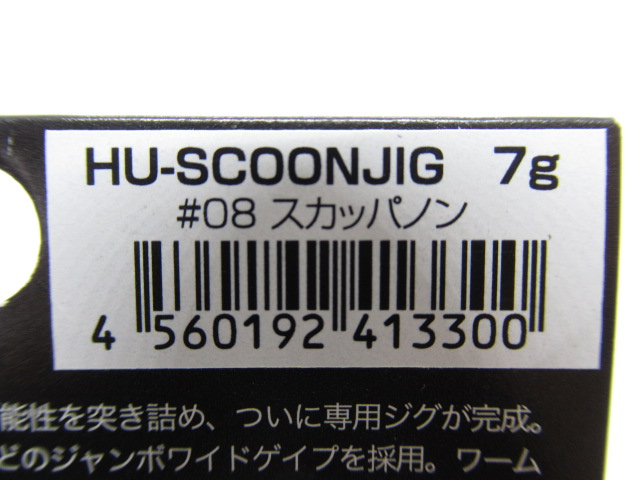 HU-SCOONJIG 7g
#08 スカッパノン
4 560192 413300
能性を突き詰め、ついに専用ジグが完成。
どのジャンボワイドゲイプを採用。ワーム